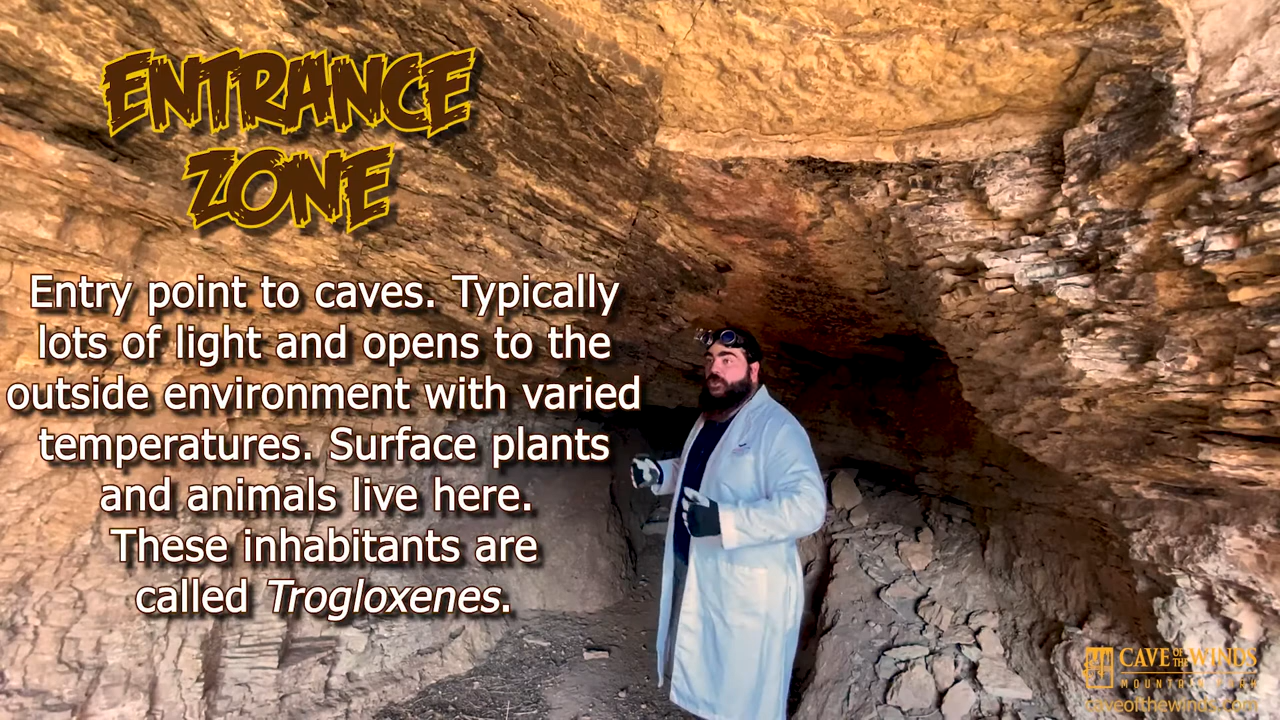 ENTRANCE
ZONE
Entry point to caves. Typically
lots of light and opens to the
outside environment with varied
temperatures. Surface plants
and animals live here.
These inhabitants are
called Trogloxenes.
CAVE OF THE WINDS
MOUNTAIN PARK
caveofthewinds.com